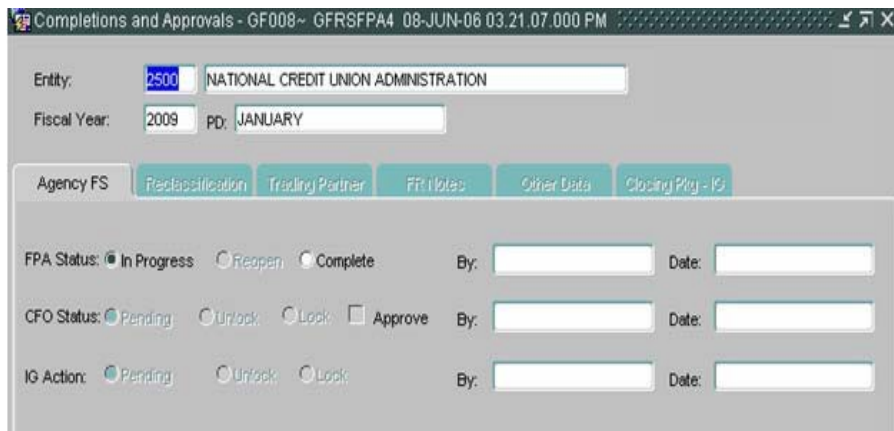 Completions and Approvals - GF008~ GFRSFPA4 08-JUN-06 03.21.07.000 PM
Entity: 2500 NATIONAL CREDIT UNION ADMINISTRATION
Fiscal Year: 2009 PD: JANUARY
Agency FS Reclassification Trading Partner FR Notes Other Data Closing Pkg - IG
FPA Status: In Progress Reopen Complete By: Date:
CFO Status: Pending Unlock Lock Approve By: Date:
IG Action: Pending Unlock Lock By: Date: